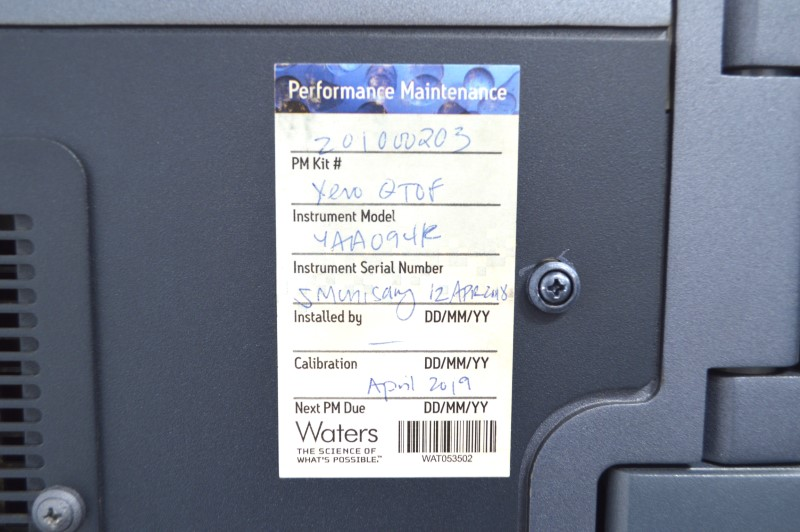 Performance Maintenance
201000203
PM Kit #
Xevo QTOF
Instrument Model
YAA094K
Instrument Serial Number
12 APR 2018
Installed by DD/MM/YY
—
Calibration DD/MM/YY
April 2019
Next PM Due DD/MM/YY
Waters
THE SCIENCE OF
WHAT'S POSSIBLE.™
WAT053502